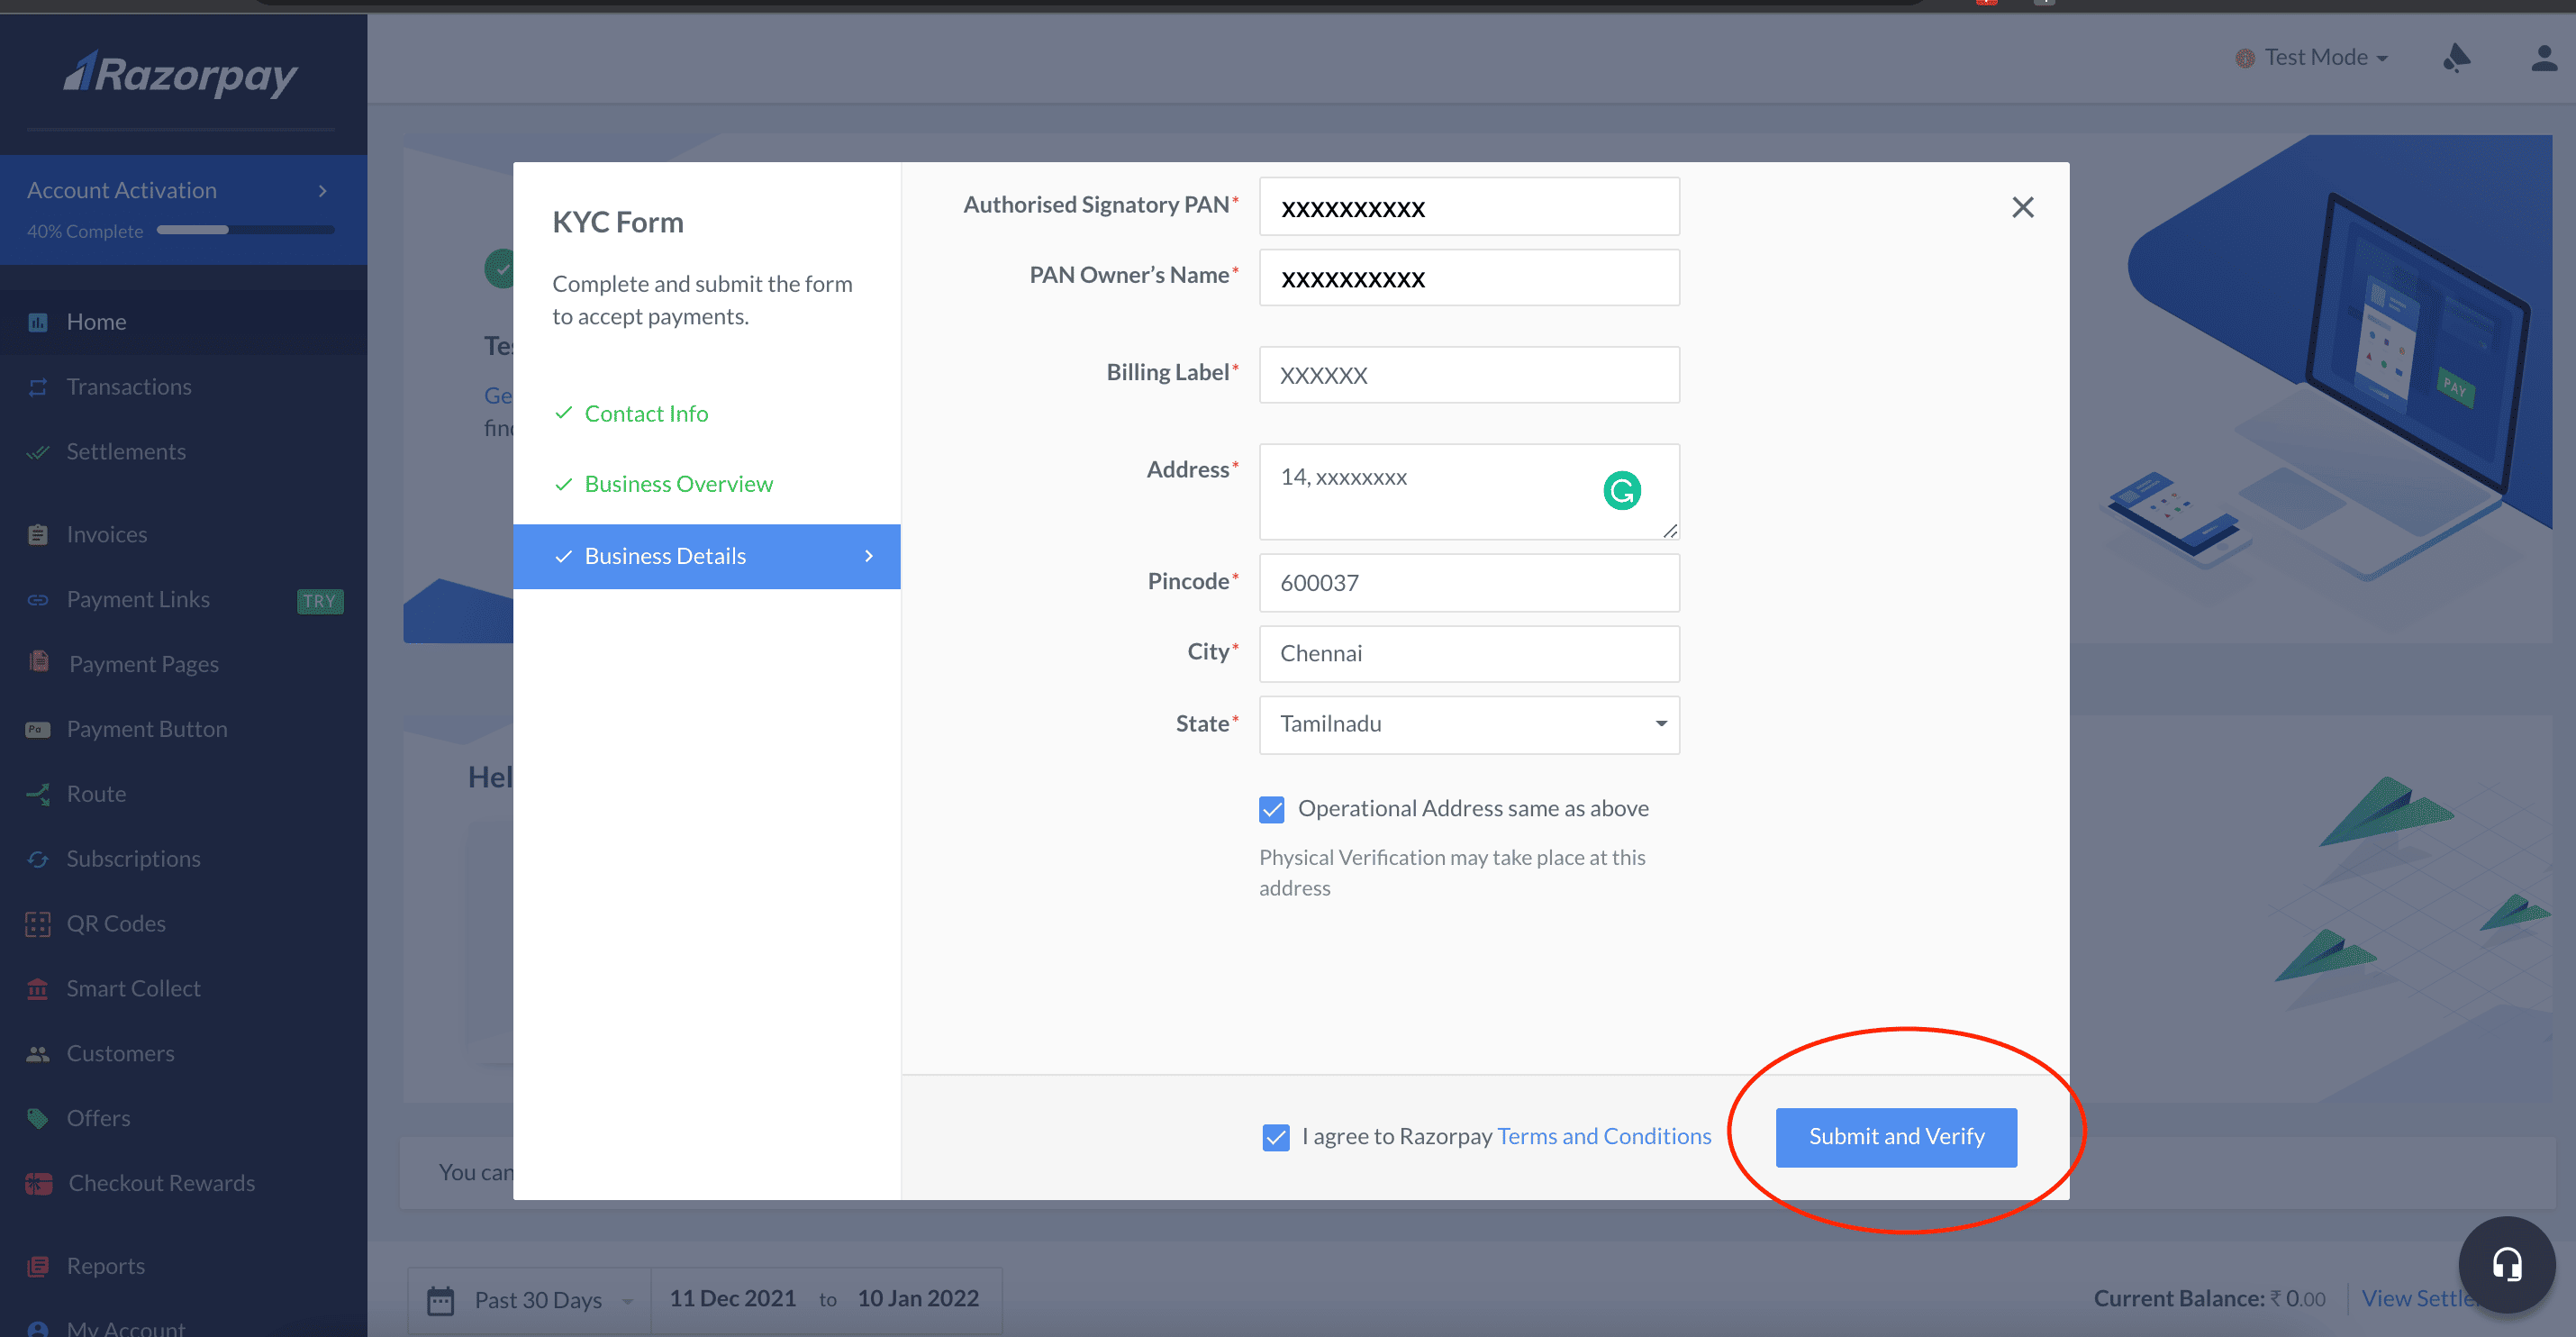 Razorpay
Test Mode
Account Activation
40% Complete
Home
Transactions
Settlements
Invoices
Payment Links TRY
Payment Pages
Payment Button
Route
Subscriptions
QR Codes
Smart Collect
Customers
Offers
Checkout Rewards
Reports
My Account
KYC Form
Complete and submit the form
to accept payments.
Contact Info
Business Overview
Business Details
Authorised Signatory PAN* XXXXXXXXXX
PAN Owner’s Name* XXXXXXXXXX
Billing Label* XXXXXX
Address* 14, xxxxxxxx
Pincode* 600037
City* Chennai
State* Tamilnadu
Operational Address same as above
Physical Verification may take place at this
address
I agree to Razorpay Terms and Conditions
Submit and Verify
PAY
You can
Past 30 Days 11 Dec 2021 to 10 Jan 2022
Current Balance: ₹ 0.00 View